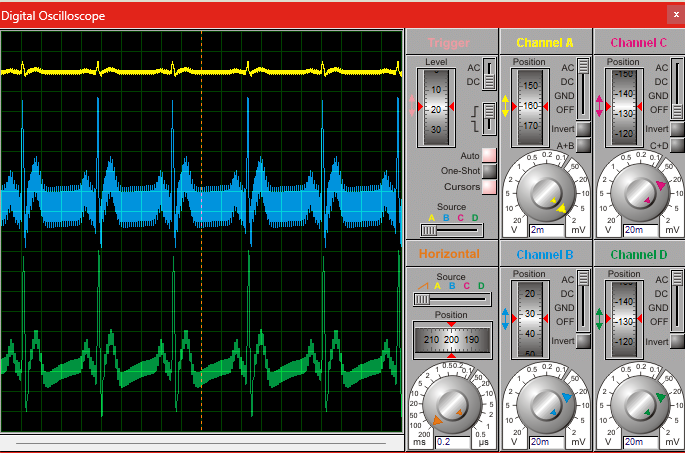 Digital Oscilloscope
x
Trigger
Level
10
20
30
AC
DC
Auto
One-Shot
Cursors
Source
A B C D
Channel A
Position
150
160
170
AC
DC
GND
OFF
Invert
A+B
0.5 0.2 0.1
1
2
5
10
20
50
20
10
5
2
V
2m
mV
Channel C
Position
-150
-140
-130
-120
AC
DC
GND
OFF
Invert
C+D
0.5 0.2 0.1
1
2
5
10
20
50
20
10
5
2
V
20m
mV
Horizontal
Source
A B C D
Position
210 200 190
1 0.50 0.2
2
5
10
20
50
100
200
0.1
50
20
10
5
2
1
0.5
ms
0.2
µs
Channel B
Position
20
30
40
50
AC
DC
GND
OFF
Invert
0.5 0.2 0.1
1
2
5
10
20
50
20
10
5
2
V
20m
mV
Channel D
Position
-140
-130
-120
AC
DC
GND
OFF
Invert
0.5 0.2 0.1
1
2
5
10
20
50
20
10
5
2
V
20m
mV